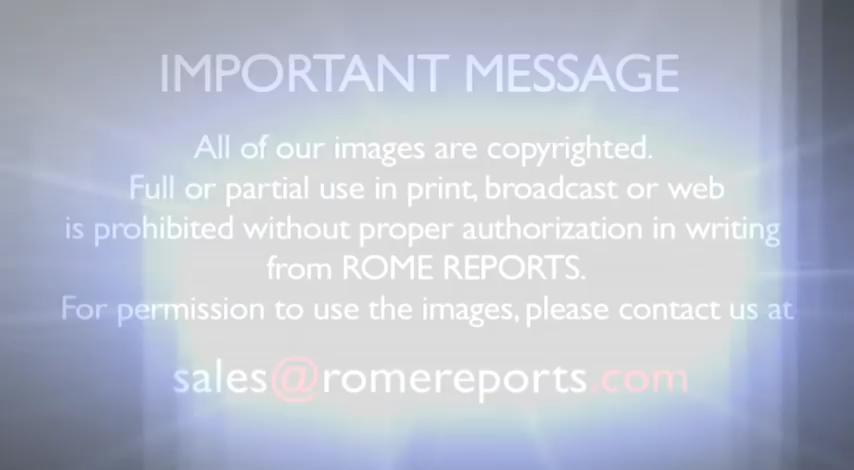 IMPORTANT MESSAGE
All of our images are copyrighted.
Full or partial use in print, broadcast or web
is prohibited without proper authorization in writing
from ROME REPORTS.
For permission to use the images, please contact us at
sales@romereports.com